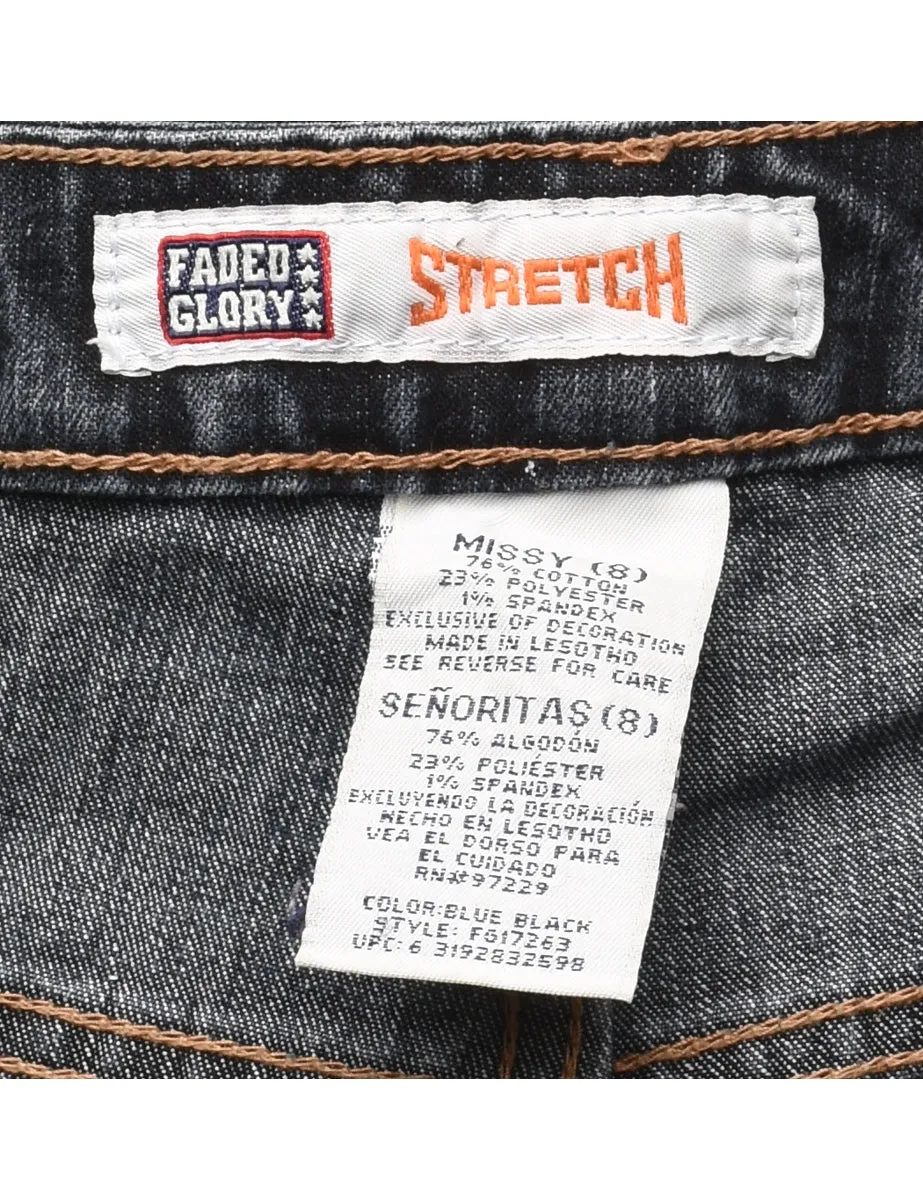 FADED
GLORY
STRETCH
MISSY (8)
76% COTTON
23% POLYESTER
1% SPANDEX
EXCLUSIVE OF DECORATION
MADE IN LESOTHO
SEE REVERSE FOR CARE
SEÑORITAS (8)
76% ALGODÓN
23% POLIÉSTER
1% SPANDEX
EXCLUYENDO LA DECORACIÓN
HECHO EN LESOTHO
VEA EL DORSO PARA
EL CUIDADO
RN#97229
COLOR:BLUE BLACK
STYLE: FG17263
UPC: 6 3192832598